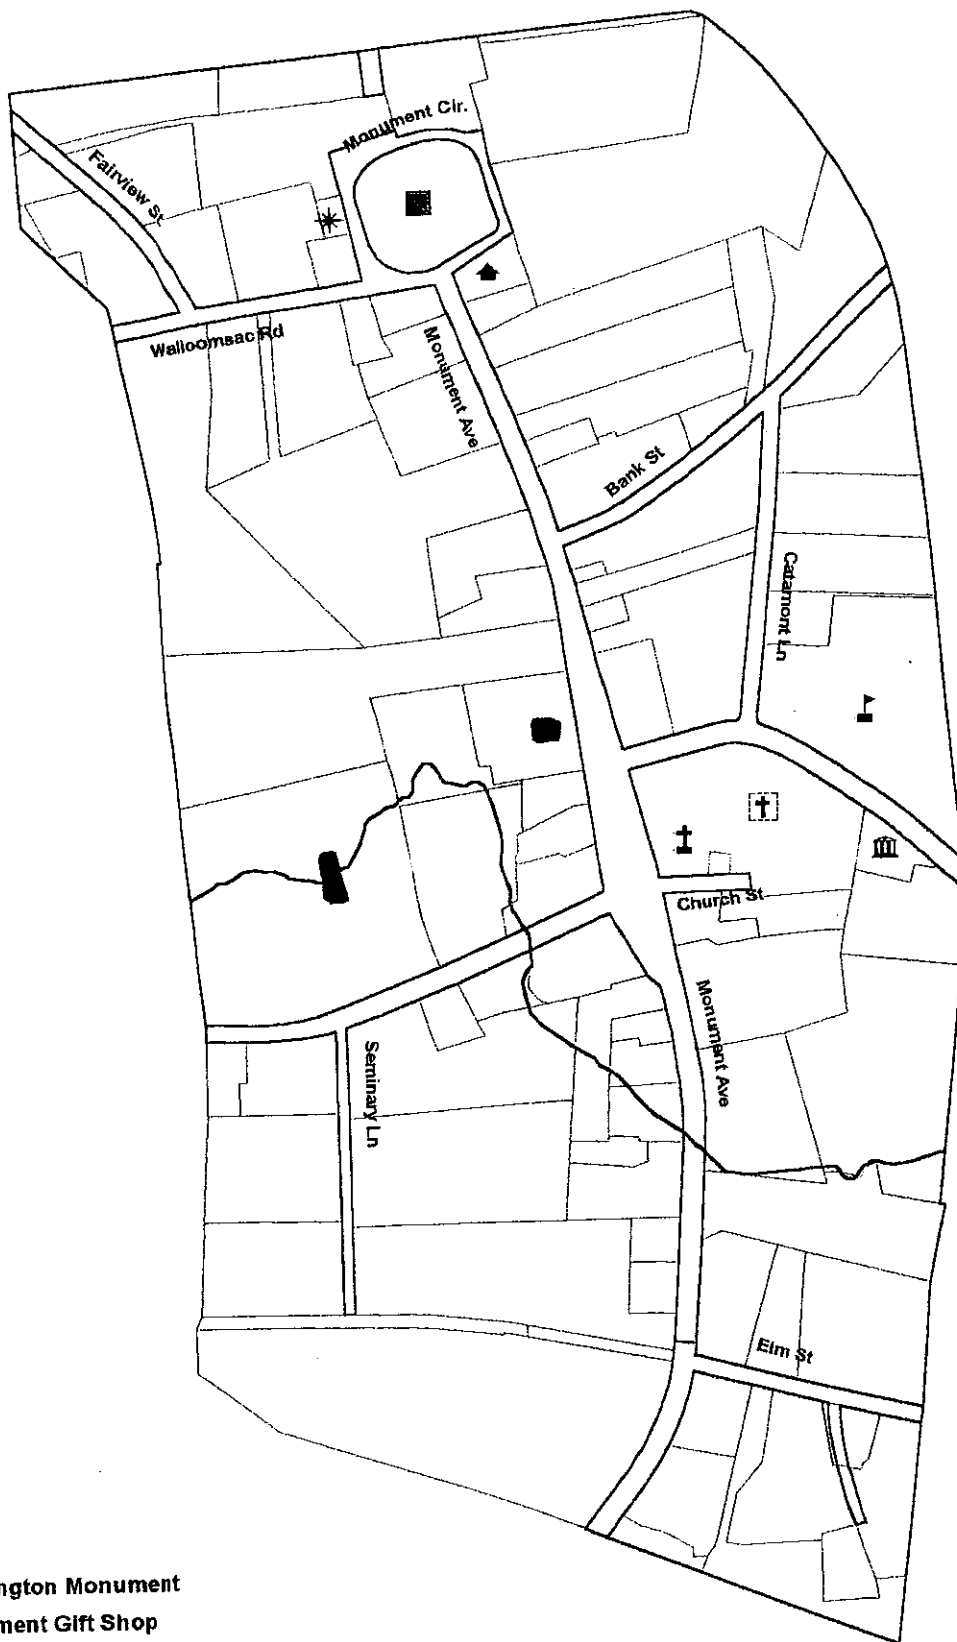 Monument Cir.
Fairview St
Walloomsac Rd
Monument Ave
Bank St
Catamont Ln
Church St
Monument Ave
Seminary Ln
Elm St
ngton Monument
ment Gift Shop